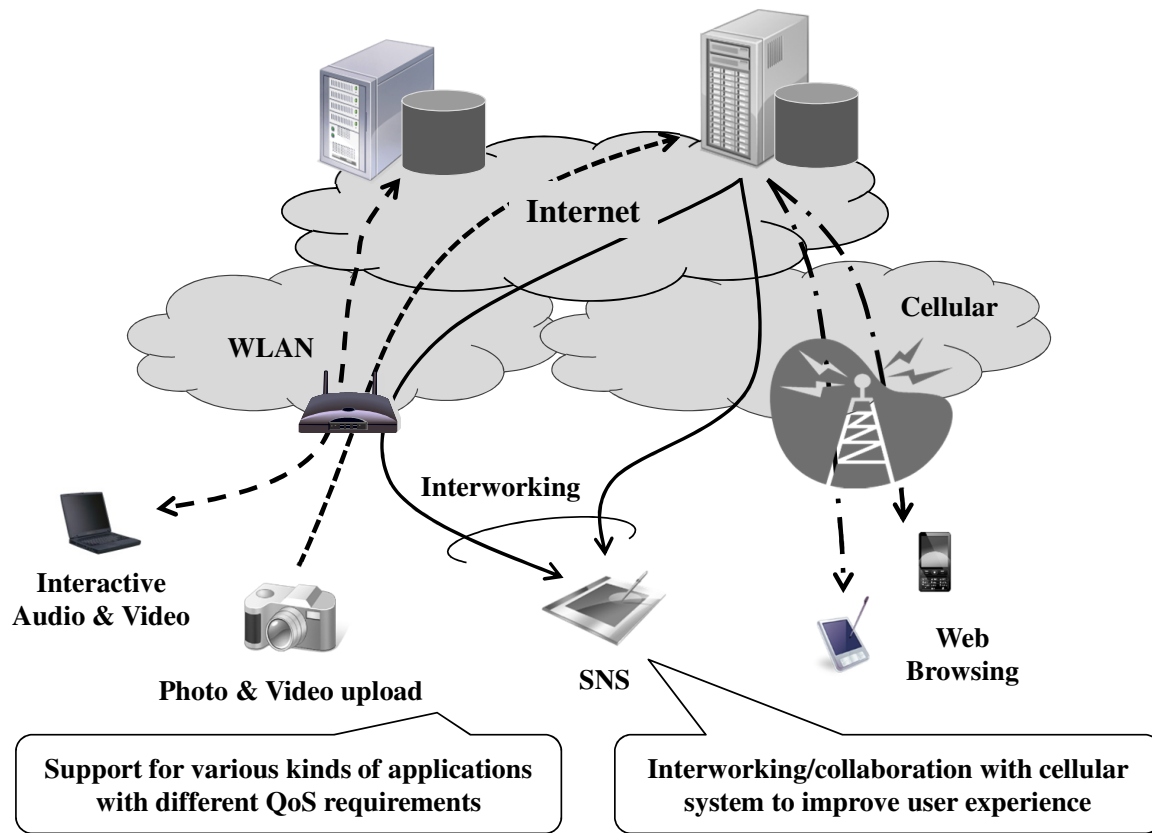 Internet
Cellular
WLAN
Interworking
Interactive
Audio & Video
Photo & Video upload
SNS
Web
Browsing
Support for various kinds of applications
with different QoS requirements
Interworking/collaboration with cellular
system to improve user experience